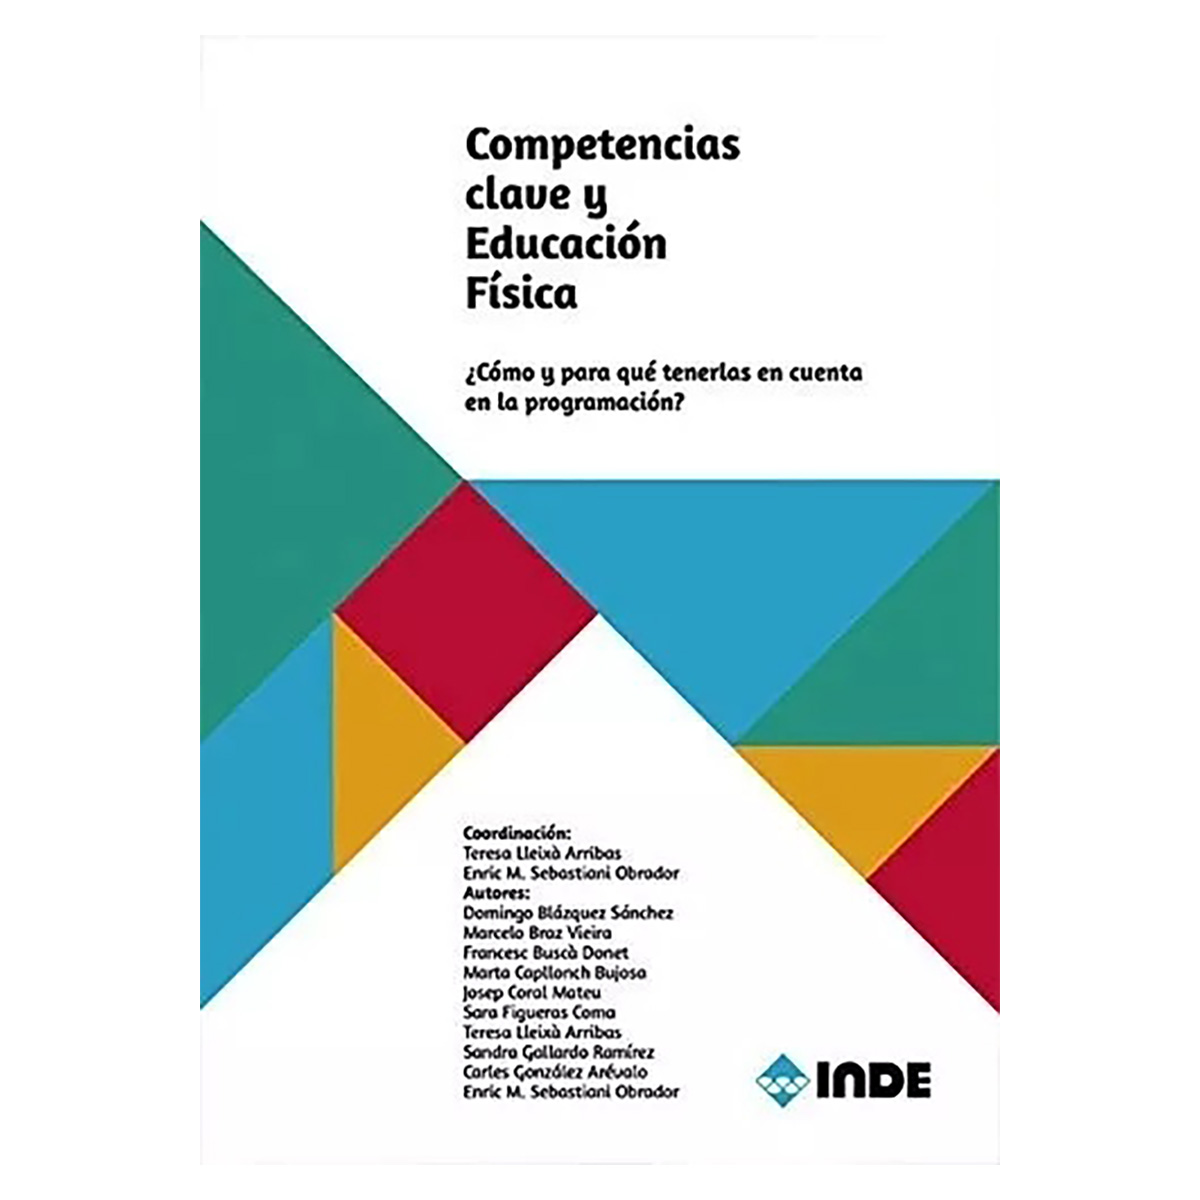 Competencias
clave y
Educación
Física
¿Cómo y para qué tenerlas en cuenta
en la programación?
Coordinación:
Teresa Lleixà Arribas
Enric M. Sebastiani Obrador
Autores:
Domingo Blázquez Sánchez
Marcelo Braz Vieira
Francesc Buscà Donet
Marta Capllonch Bujosa
Josep Coral Mateu
Sara Figueras Coma
Teresa Lleixà Arribas
Sandra Gallardo Ramírez
Carles González Arévalo
Enric M. Sebastiani Obrador
INDE